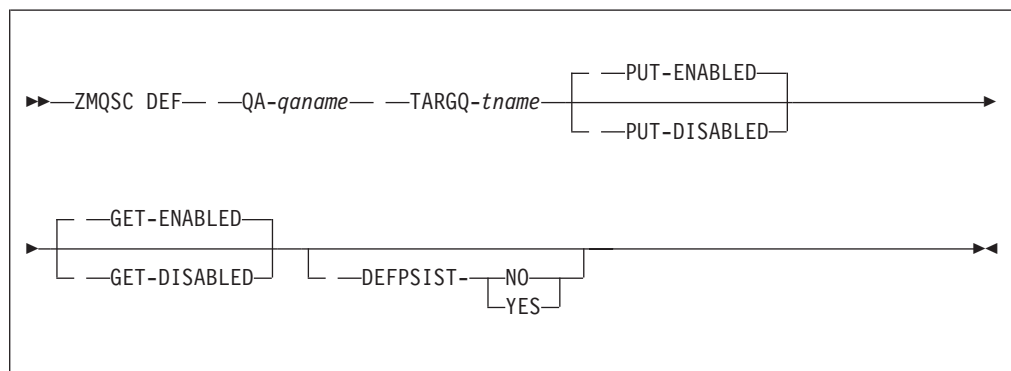 PUT-ENABLED
ZMQSC DEF QA-qaname TARGQ-tname
PUT-DISABLED
GET-ENABLED
GET-DISABLED
DEFPSIST- NO
YES